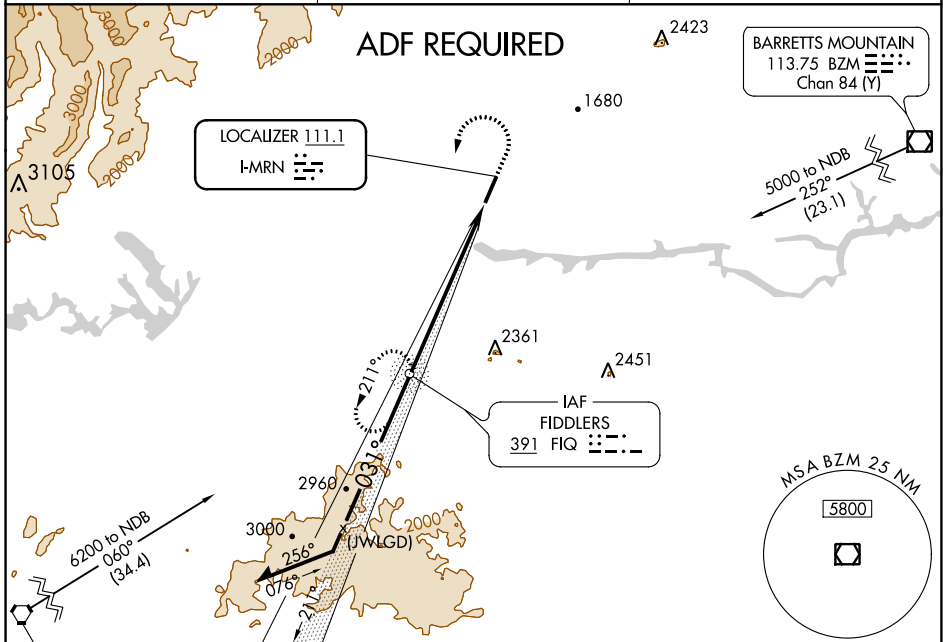 ADF REQUIRED
2423
BARRETTS MOUNTAIN
113.75 BZM
Chan 84 (Y)
2000
3000
2000
3105
1680
LOCALIZER 111.1
I-MRN
5000 to NDB
252°
(23.1)
2361
2451
211°
IAF
FIDDLERS
391 FIQ
031°
2960
3000
2000
(JWLGD)
256°
076°
211°
6200 to NDB
060°
(34.4)
MSA BZM 25 NM
5800